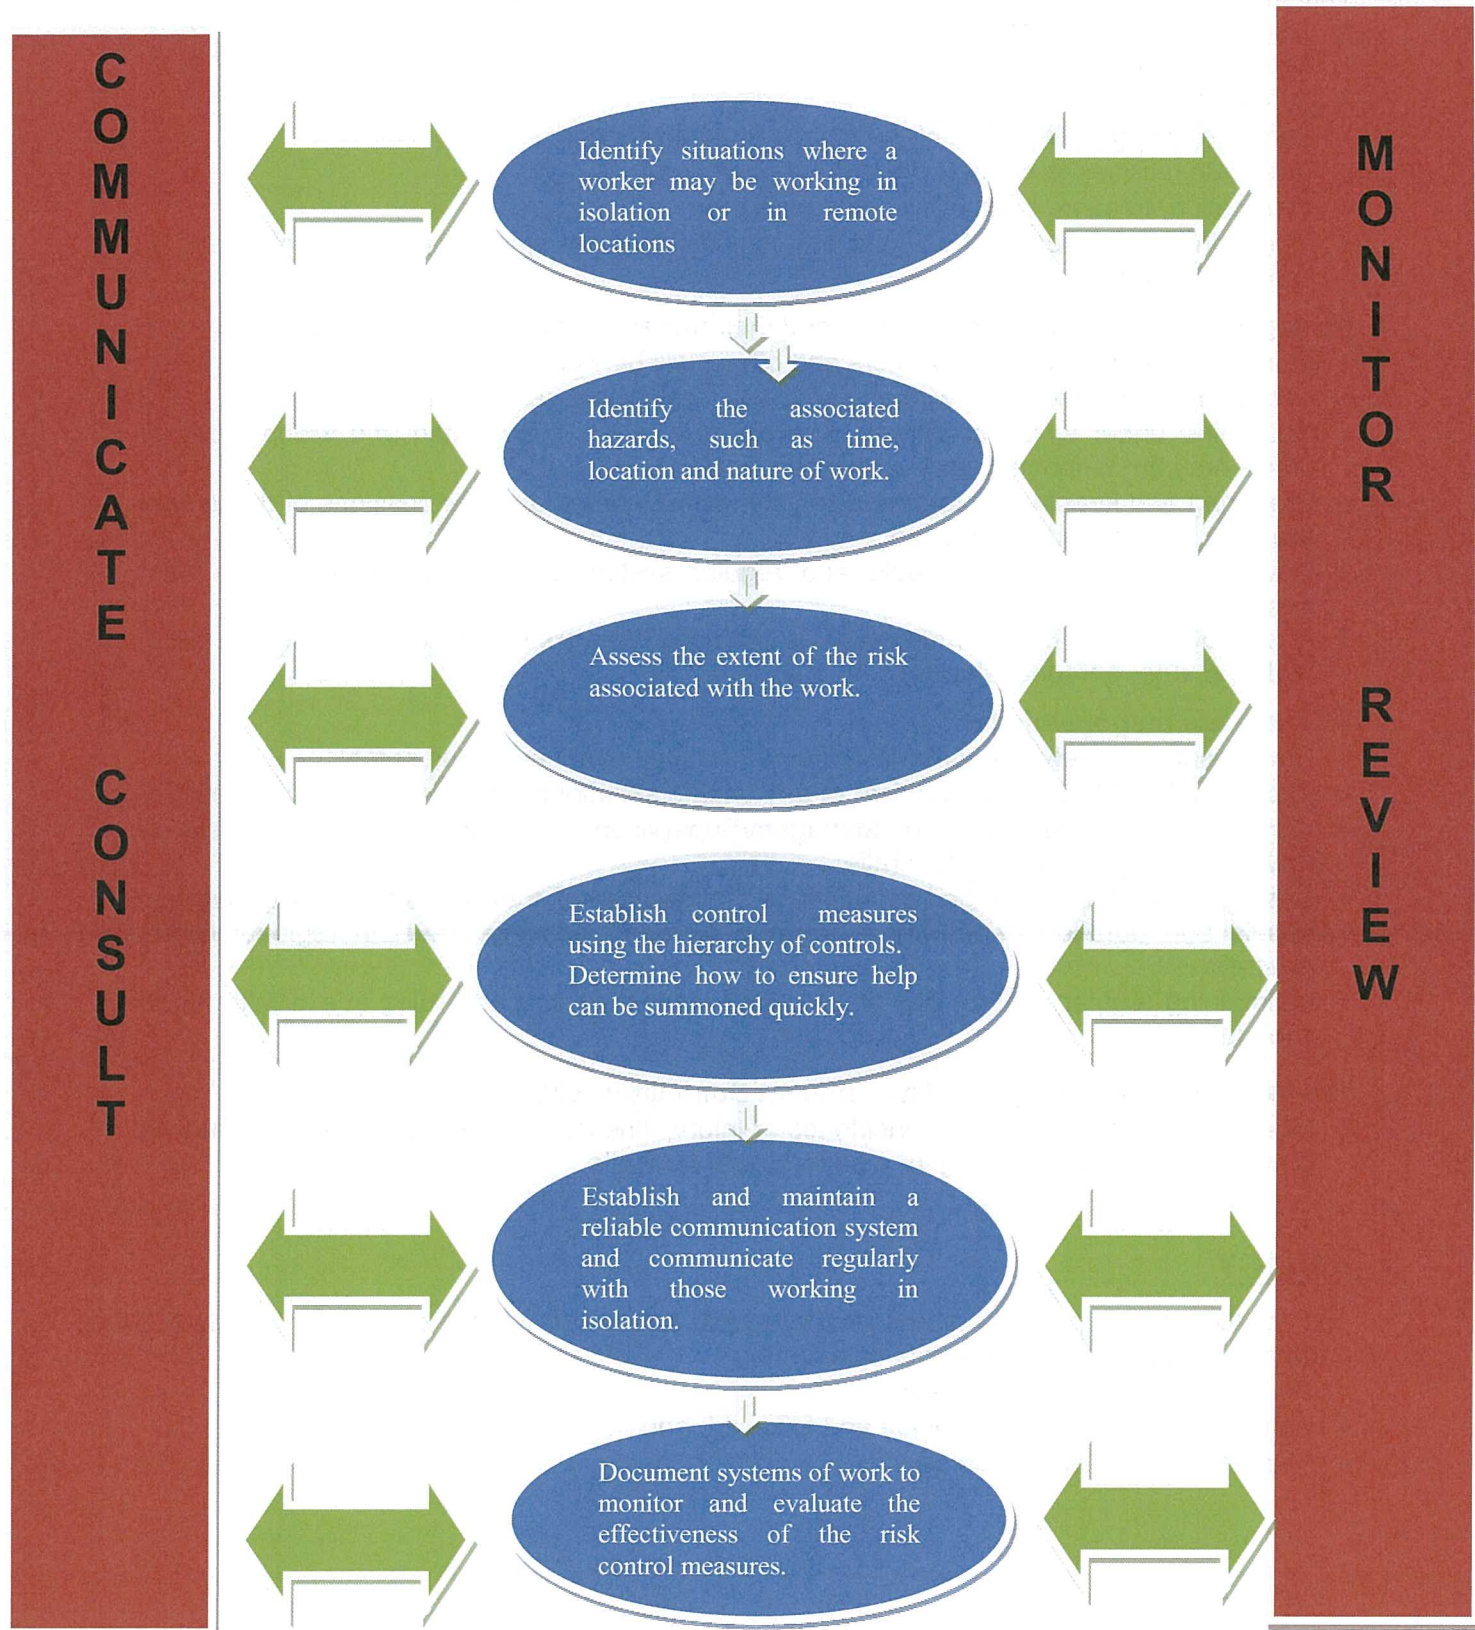 COMMUNICATE
CONSULT
Identify situations where a
worker may be working in
isolation or in remote
locations
Identify the associated
hazards, such as time,
location and nature of work.
Assess the extent of the risk
associated with the work.
Establish control measures
using the hierarchy of controls.
Determine how to ensure help
can be summoned quickly.
Establish and maintain a
reliable communication system
and communicate regularly
with those working in
isolation.
Document systems of work to
monitor and evaluate the
effectiveness of the risk
control measures.
MONITOR
REVIEW